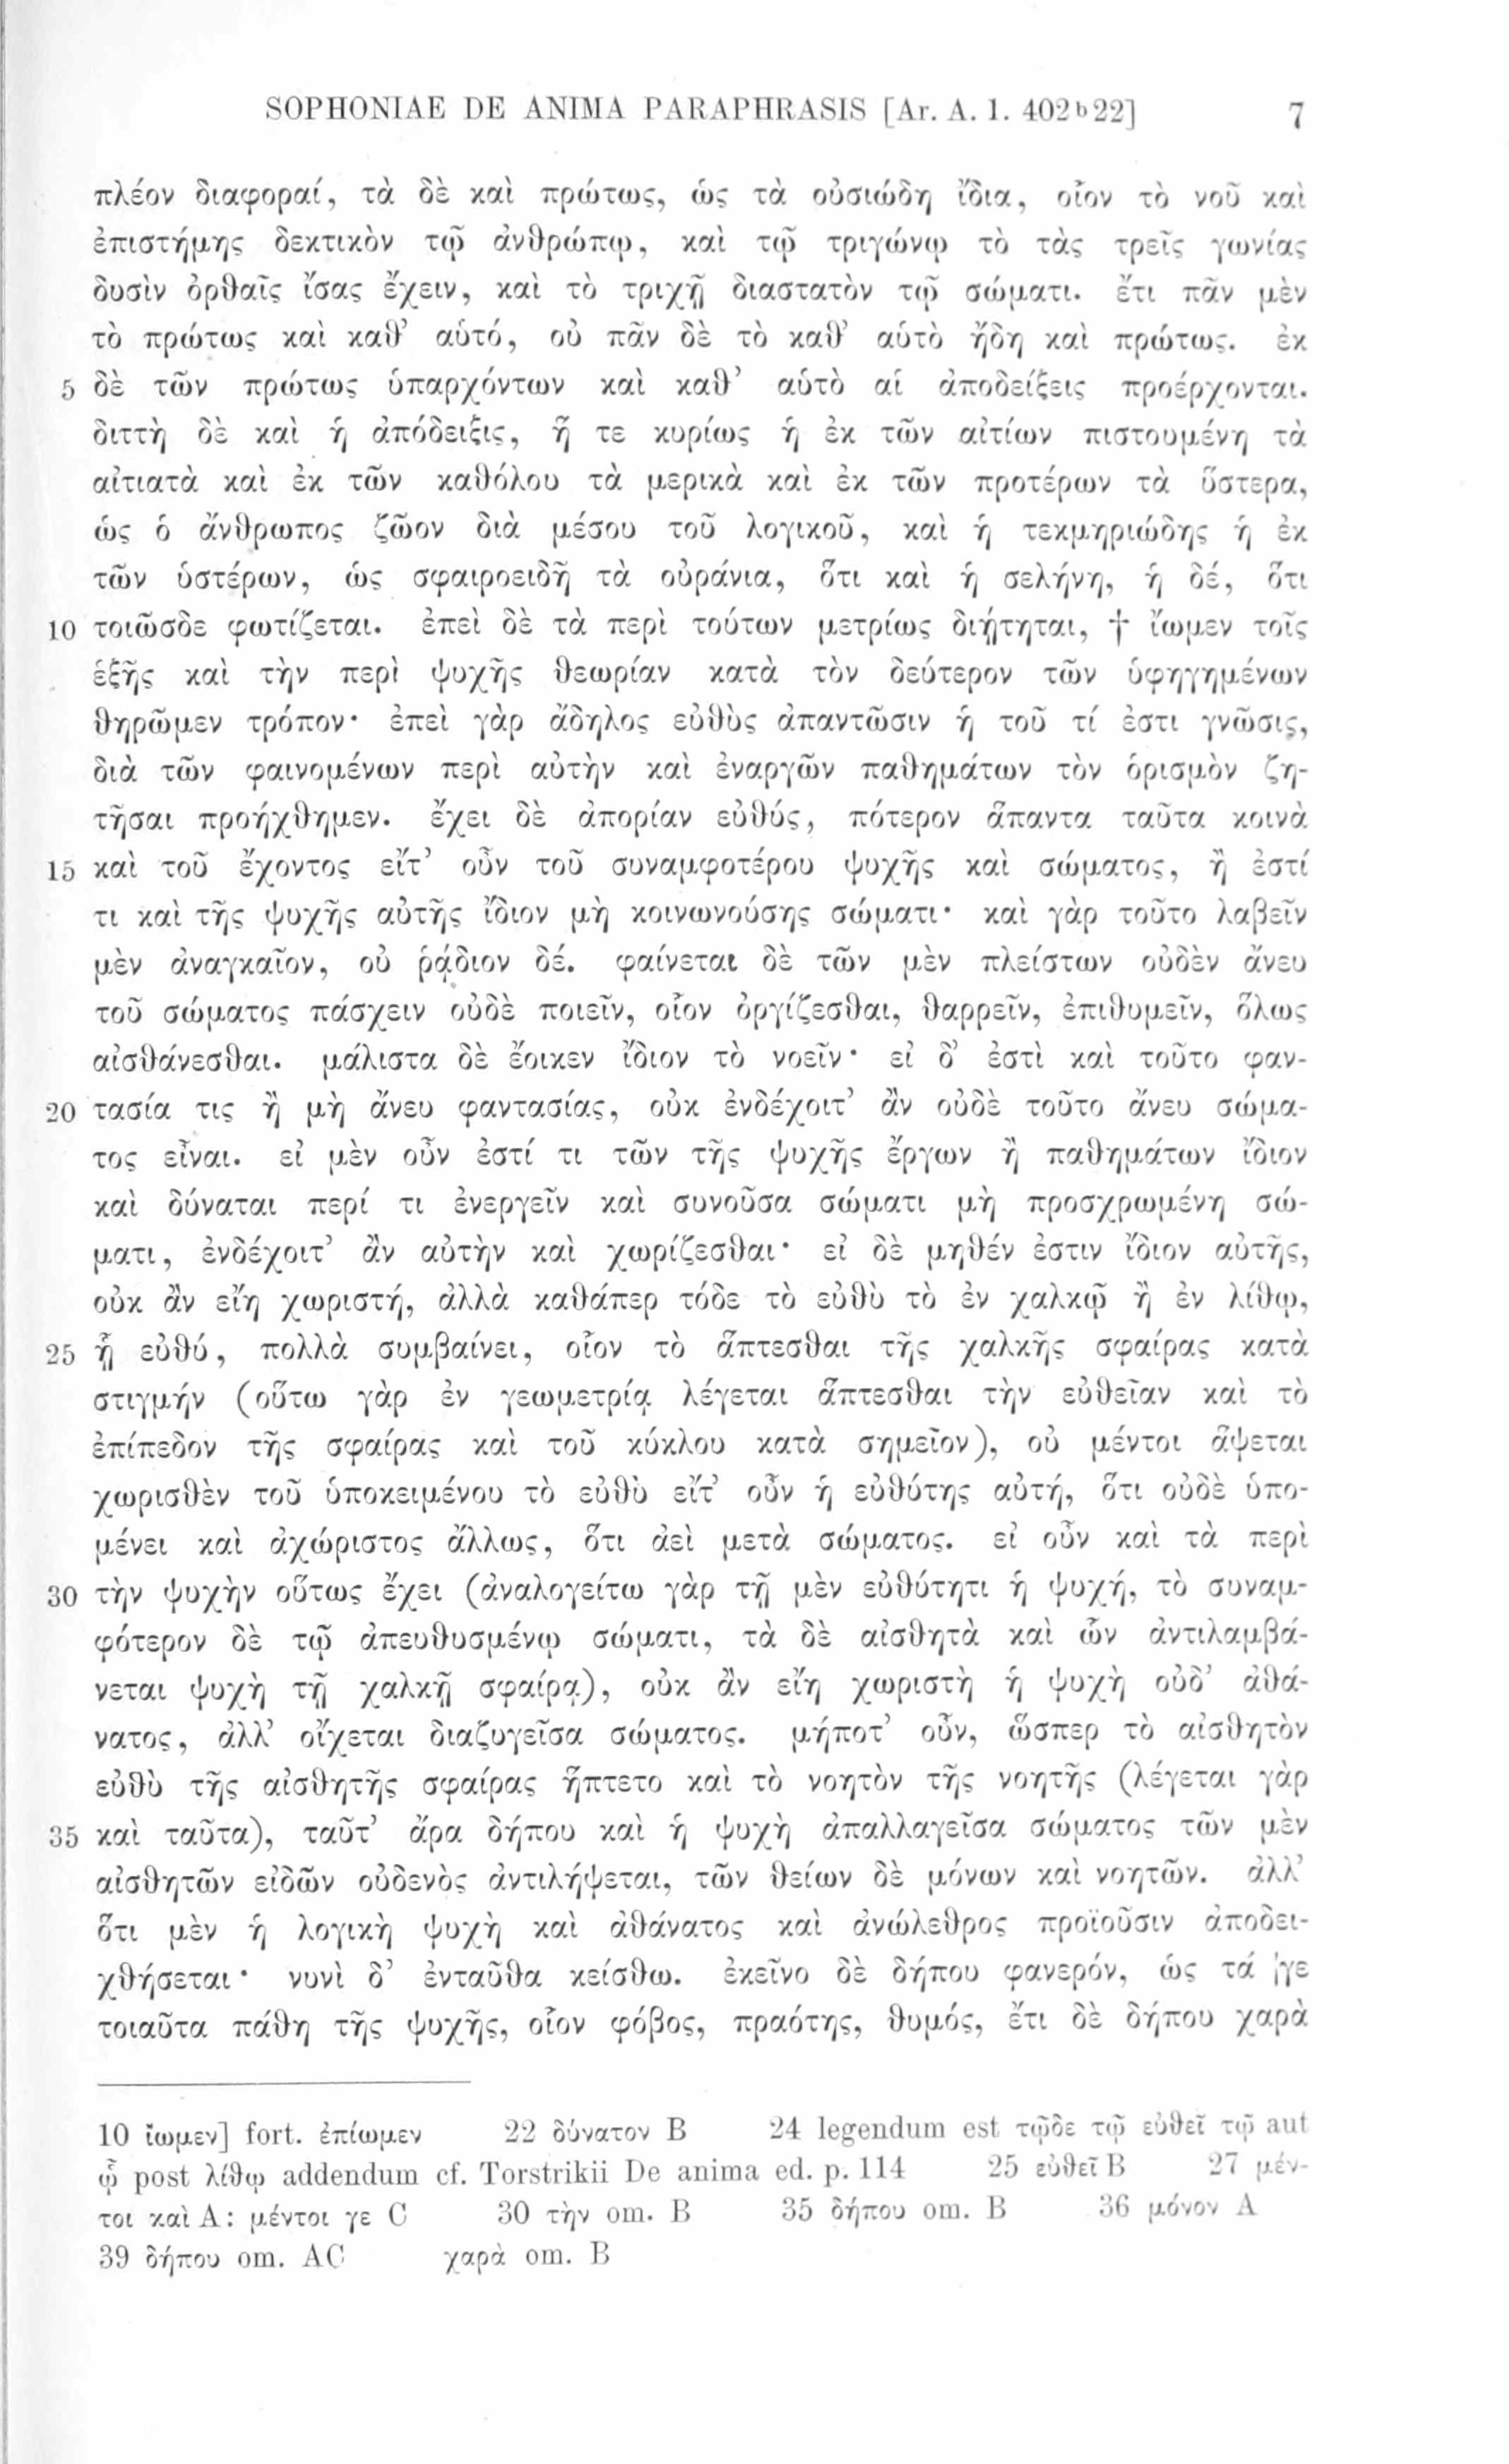 SOPHONIAE DE ANIMA PARAPHRASIS [Ar. A. 1. 402ᵇ22] 7
πλέον διαφοραί, τὰ δὲ καὶ πρώτως, ὡς τὰ οὐσιώδη ἴδια, οἷον τὸ νοῦ καὶ
ἐπιστήμης δεκτικὸν τῷ ἀνθρώπῳ, καὶ τῷ τριγώνῳ τὸ τὰς τρεῖς γωνίας
δυσὶν ὀρθαῖς ἴσας ἔχειν, καὶ τὸ τριχῇ διαστατὸν τῷ σώματι. ἔτι πᾶν μὲν
τὸ πρώτως καὶ καθ’ αὑτό, οὐ πᾶν δὲ τὸ καθ’ αὑτὸ ἤδη καὶ πρώτως. ἐκ
5 δὲ τῶν πρώτως ὑπαρχόντων καὶ καθ’ αὑτὸ αἱ ἀποδείξεις προέρχονται.
διττὴ δὲ καὶ ἡ ἀπόδειξις, ἥ τε κυρίως ἡ ἐκ τῶν αἰτίων πιστουμένη τὰ
αἰτιατὰ καὶ ἐκ τῶν καθόλου τὰ μερικὰ καὶ ἐκ τῶν προτέρων τὰ ὕστερα,
ὡς ὁ ἄνθρωπος ζῷον διὰ μέσου τοῦ λογικοῦ, καὶ ἡ τεκμηριώδης ἡ ἐκ
τῶν ὑστέρων, ὡς σφαιροειδῆ τὰ οὐράνια, ὅτι καὶ ἡ σελήνη, ἡ δέ, ὅτι
10 τοιῶσδε φωτίζεται. ἐπεὶ δὲ τὰ περὶ τούτων μετρίως διῄτηται, † ἴωμεν τοῖς
ἑξῆς καὶ τὴν περὶ ψυχῆς θεωρίαν κατὰ τὸν δεύτερον τῶν ὑφηγημένων
θηρῶμεν τρόπον· ἐπεὶ γὰρ ἄδηλος εὐθὺς ἀπαντῶσιν ἡ τοῦ τί ἐστι γνῶσις,
διὰ τῶν φαινομένων περὶ αὐτὴν καὶ ἐναργῶν παθημάτων τὸν ὁρισμὸν ζη-
τῆσαι προήχθημεν. ἔχει δὲ ἀπορίαν εὐθύς, πότερον ἅπαντα ταῦτα κοινὰ
15 καὶ τοῦ ἔχοντος εἴτ’ οὖν τοῦ συναμφοτέρου ψυχῆς καὶ σώματος, ἢ ἐστί
τι καὶ τῆς ψυχῆς αὐτῆς ἴδιον μὴ κοινωνούσης σώματι· καὶ γὰρ τοῦτο λαβεῖν
μὲν ἀναγκαῖον, οὐ ῥᾴδιον δέ. φαίνεται δὲ τῶν μὲν πλείστων οὐδὲν ἄνευ
τοῦ σώματος πάσχειν οὐδὲ ποιεῖν, οἷον ὀργίζεσθαι, θαρρεῖν, ἐπιθυμεῖν, ὅλως
αἰσθάνεσθαι. μάλιστα δὲ ἔοικεν ἴδιον τὸ νοεῖν· εἰ δ’ ἐστὶ καὶ τοῦτο φαν-
20 τασία τις ἢ μὴ ἄνευ φαντασίας, οὐκ ἐνδέχοιτ’ ἂν οὐδὲ τοῦτο ἄνευ σώμα-
τος εἶναι. εἰ μὲν οὖν ἐστί τι τῶν τῆς ψυχῆς ἔργων ἢ παθημάτων ἴδιον
καὶ δύναται περί τι ἐνεργεῖν καὶ συνοῦσα σώματι μὴ προσχρωμένη σώ-
ματι, ἐνδέχοιτ’ ἂν αὐτὴν καὶ χωρίζεσθαι· εἰ δὲ μηθέν ἐστιν ἴδιον αὐτῆς,
οὐκ ἂν εἴη χωριστή, ἀλλὰ καθάπερ τόδε τὸ εὐθὺ τὸ ἐν χαλκῷ ἢ ἐν λίθῳ,
25 ᾗ εὐθύ, πολλὰ συμβαίνει, οἷον τὸ ἅπτεσθαι τῆς χαλκῆς σφαίρας κατὰ
στιγμήν (οὕτω γὰρ ἐν γεωμετρίᾳ λέγεται ἅπτεσθαι τὴν εὐθεῖαν καὶ τὸ
ἐπίπεδον τῆς σφαίρας καὶ τοῦ κύκλου κατὰ σημεῖον), οὐ μέντοι ἅψεται
χωρισθὲν τοῦ ὑποκειμένου τὸ εὐθὺ εἴτ’ οὖν ἡ εὐθύτης αὐτή, ὅτι οὐδὲ ὑπο-
μένει καὶ ἀχώριστος ἄλλως, ὅτι ἀεὶ μετὰ σώματος. εἰ οὖν καὶ τὰ περὶ
30 τὴν ψυχὴν οὕτως ἔχει (ἀναλογείτω γὰρ τῇ μὲν εὐθύτητι ἡ ψυχή, τὸ συναμ-
φότερον δὲ τῷ ἀπευθυσμένῳ σώματι, τὰ δὲ αἰσθητὰ καὶ ὧν ἀντιλαμβά-
νεται ψυχὴ τῇ χαλκῇ σφαίρᾳ), οὐκ ἂν εἴη χωριστὴ ἡ ψυχὴ οὐδ’ ἀθά-
νατος, ἀλλ’ οἴχεται διαζυγεῖσα σώματος. μήποτ’ οὖν, ὥσπερ τὸ αἰσθητὸν
εὐθὺ τῆς αἰσθητῆς σφαίρας ἥπτετο καὶ τὸ νοητὸν τῆς νοητῆς (λέγεται γὰρ
35 καὶ ταῦτα), ταῦτ’ ἄρα δήπου καὶ ἡ ψυχὴ ἀπαλλαγεῖσα σώματος τῶν μὲν
αἰσθητῶν εἰδῶν οὐδενὸς ἀντιλήψεται, τῶν θείων δὲ μόνων καὶ νοητῶν. ἀλλ’
ὅτι μὲν ἡ λογικὴ ψυχὴ καὶ ἀθάνατος καὶ ἀνώλεθρος προϊοῦσιν ἀποδει-
χθήσεται· νυνὶ δ’ ἐνταῦθα κείσθω. ἐκεῖνο δὲ δήπου φανερόν, ὡς τά γε
τοιαῦτα πάθη τῆς ψυχῆς, οἷον φόβος, πραότης, θυμός, ἔτι δὲ δήπου χαρὰ
10 ἴωμεν] fort. ἐπίωμεν 22 δύνατον B 24 legendum est τῷδε τῷ εὐθεῖ τῷ aut
ᾧ post λίθῳ addendum cf. Torstrikii De anima ed. p. 114 25 εὐθεῖ B 27 μέν-
τοι καὶ A: μέντοι γε C 30 τὴν om. B 35 δήπου om. B 36 μόνον A
39 δήπου om. AC χαρὰ om. B